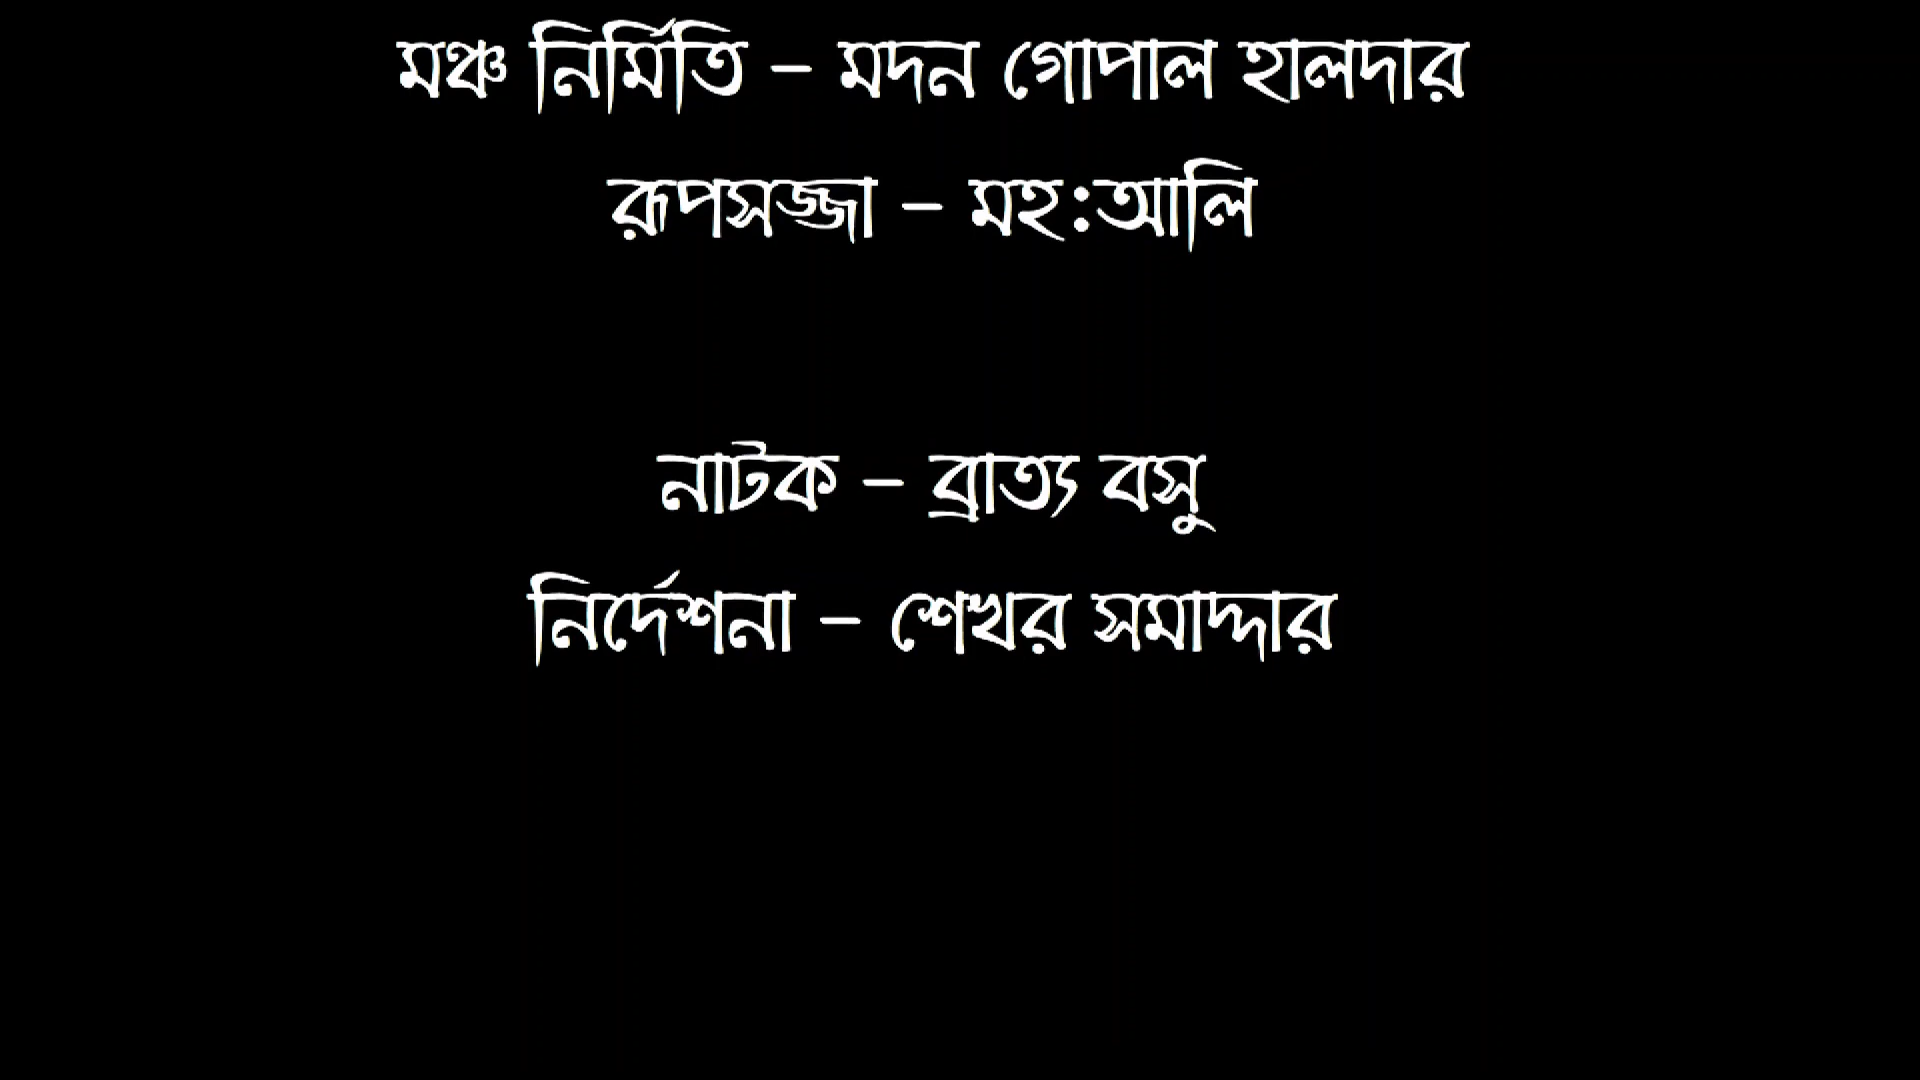 মঞ্চ নির্মিতি – মদন গোপাল হালদার
রূপসজ্জা – মহ:আলি
নাটক – ব্রাত্য বসু
নির্দেশনা – শেখর সমাদ্দার